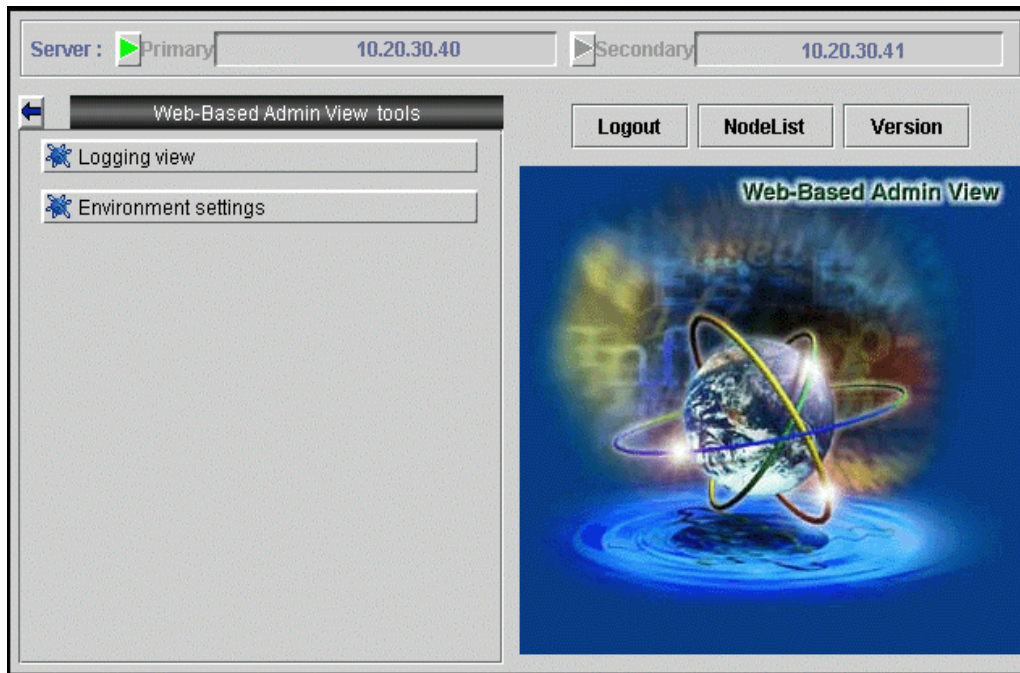 Server : Primary 10.20.30.40 Secondary 10.20.30.41
Web-Based Admin View tools
Logout NodeList Version
Logging view
Environment settings
Web-Based Admin View